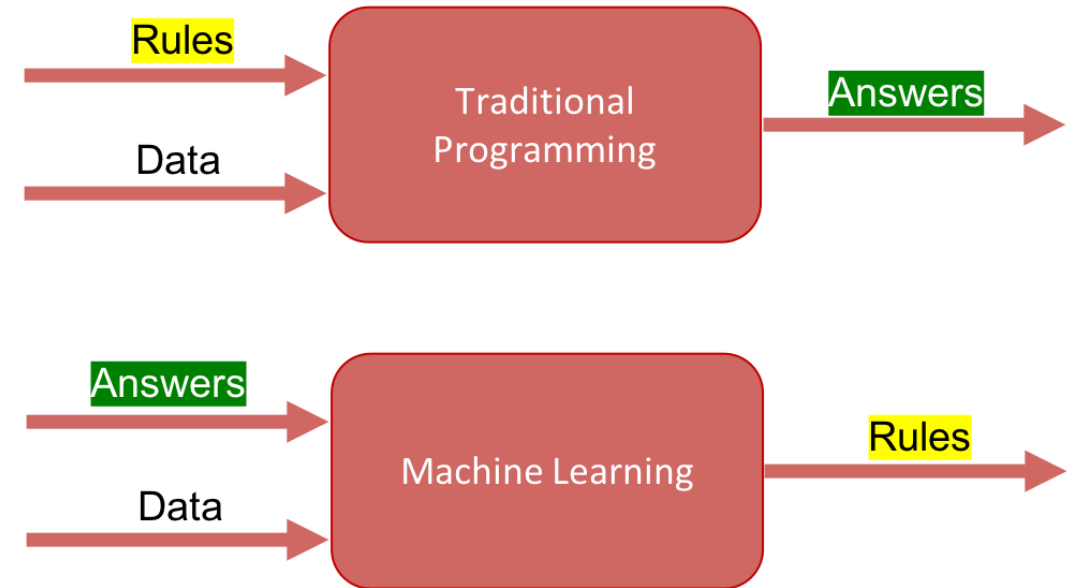 Rules
Data
Traditional
Programming
Answers
Answers
Data
Machine Learning
Rules